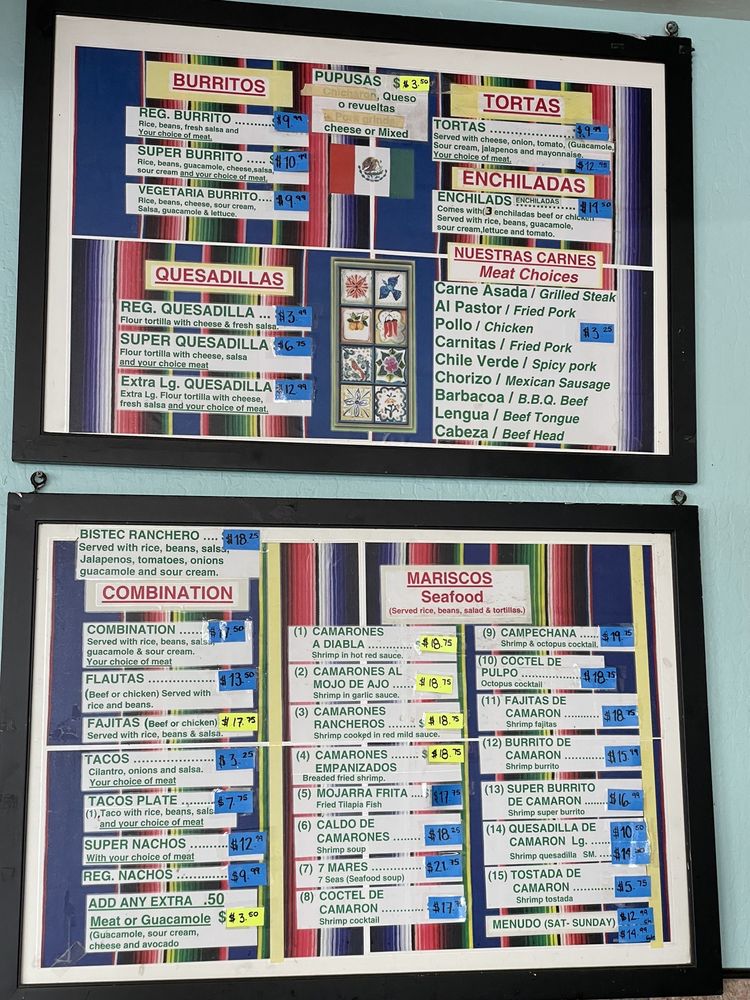 BURRITOS
REG. BURRITO .......... $9.99
Rice, beans, fresh salsa and
Your choice of meat.
SUPER BURRITO ..... $10.99
Rice, beans, guacamole, cheese, salsa,
sour cream and your choice of meat.
VEGETARIA BURRITO.... $9.99
Rice, beans, cheese, sour cream,
Salsa, guacamole & lettuce.
PUPUSAS $ $3.50
Chicharon, Queso
o revueltas
Pork grinds
cheese or Mixed
TORTAS
TORTAS ......................... $9.99
Served with cheese, onion, tomato, (Guacamole,
Sour cream, jalapenos and mayonnaise.
Your choice of meat. $12.95
ENCHILADAS
ENCHILADS ENCHILADAS $14.50
Comes with(3 enchiladas beef or chicken
Served with rice, beans, guacamole,
sour cream,lettuce and tomato.
QUESADILLAS
REG. QUESADILLA ..... $3.99
Flour tortilla with cheese & fresh salsa.
SUPER QUESADILLA $6.75
Flour tortilla with cheese, salsa
and your choice of meat
Extra Lg. QUESADILLA $12.99
Extra Lg. Flour tortilla with cheese,
fresh salsa and your choice of meat.
NUESTRAS CARNES
Meat Choices
Carne Asada / Grilled Steak
Al Pastor / Fried Pork
Pollo / Chicken $3.25
Carnitas / Fried Pork
Chile Verde / Spicy pork
Chorizo / Mexican Sausage
Barbacoa / B.B.Q. Beef
Lengua / Beef Tongue
Cabeza / Beef Head
BISTEC RANCHERO .... $18.25
Served with rice, beans, salsa,
Jalapenos, tomatoes, onions
guacamole and sour cream.
COMBINATION
COMBINATION ....... .50
Served with rice, beans, salsa,
guacamole & sour cream.
Your choice of meat
FLAUTAS ................ $13.50
(Beef or chicken) Served with
rice and beans.
FAJITAS (Beef or chicken) $17.75
Served with rice, beans & salsa.
TACOS ..................... $3.25
Cilantro, onions and salsa.
Your choice of meat
TACOS PLATE ........ $7.75
(1),Taco with rice, beans, salsa
and your choice of meat
SUPER NACHOS ........ $12.99
With your choice of meat
REG. NACHOS ........... $9.99
ADD ANY EXTRA .50
Meat or Guacamole $ $3.50
(Guacamole, sour cream,
cheese and avocado
MARISCOS
Seafood
(Served rice, beans, salad & tortillas.)
(1) CAMARONES
A DIABLA ............ $18.75
Shrimp in hot red sauce.
(2) CAMARONES AL
MOJO DE AJO ..... $18.75
Shrimp in garlic sauce.
(3) CAMARONES
RANCHEROS ....... $ $18.75
Shrimp cooked in red mild sauce.
(4) CAMARONES $ $18.75
EMPANIZADOS
Breaded fried shrimp.
(5) MOJARRA FRITA .. $17.75
Fried Tilapia Fish
(6) CALDO DE
CAMARONES ........ $18.25
Shrimp soup
(7) 7 MARES .............. $21.75
7 Seas (Seafood soup)
(8) COCTEL DE
CAMARON ............ $17.
Shrimp cocktail
(9) CAMPECHANA ..... $19.75
Shrimp & octopus cocktail.
(10) COCTEL DE
PULPO ................... $18.75
Octopus cocktail
(11) FAJITAS DE
CAMARON ............ $18.75
Shrimp fajitas
(12) BURRITO DE
CAMARON ............ $15.99
Shrimp burrito
(13) SUPER BURRITO
DE CAMARON ...... $16.99
Shrimp super burrito
(14) QUESADILLA DE $10.50
CAMARON Lg. ......
Shrimp quesadilla SM. ....
(15) TOSTADA DE
CAMARON ............ $5.75
Shrimp tostada
MENUDO (SAT- SUNDAY) $12.99
$14.99